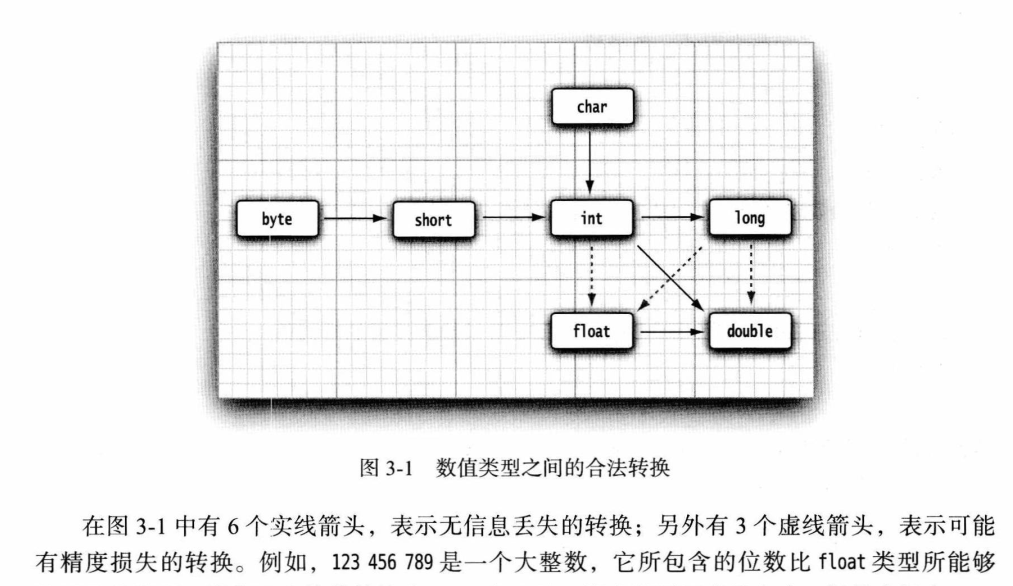 char
byte
short
int
long
float
double
图 3-1 数值类型之间的合法转换
在图 3-1 中有 6 个实线箭头，表示无信息丢失的转换；另外有 3 个虚线箭头，表示可能
有精度损失的转换。例如，123 456 789 是一个大整数，它所包含的位数比 float 类型所能够